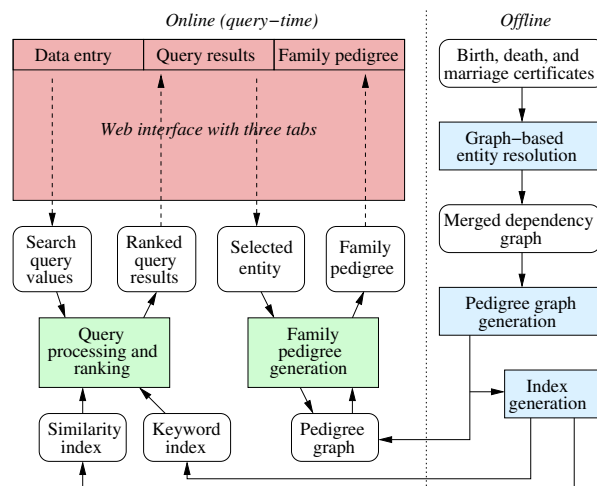 Online (query−time)
Offline
Data entry
Query results
Family pedigree
Web interface with three tabs
Birth, death, and
marriage certificates
Graph−based
entity resolution
Merged dependency
graph
Pedigree graph
generation
Index
generation
Search
query
values
Ranked
query
results
Selected
entity
Family
pedigree
Query
processing and
ranking
Family
pedigree
generation
Similarity
index
Keyword
index
Pedigree
graph